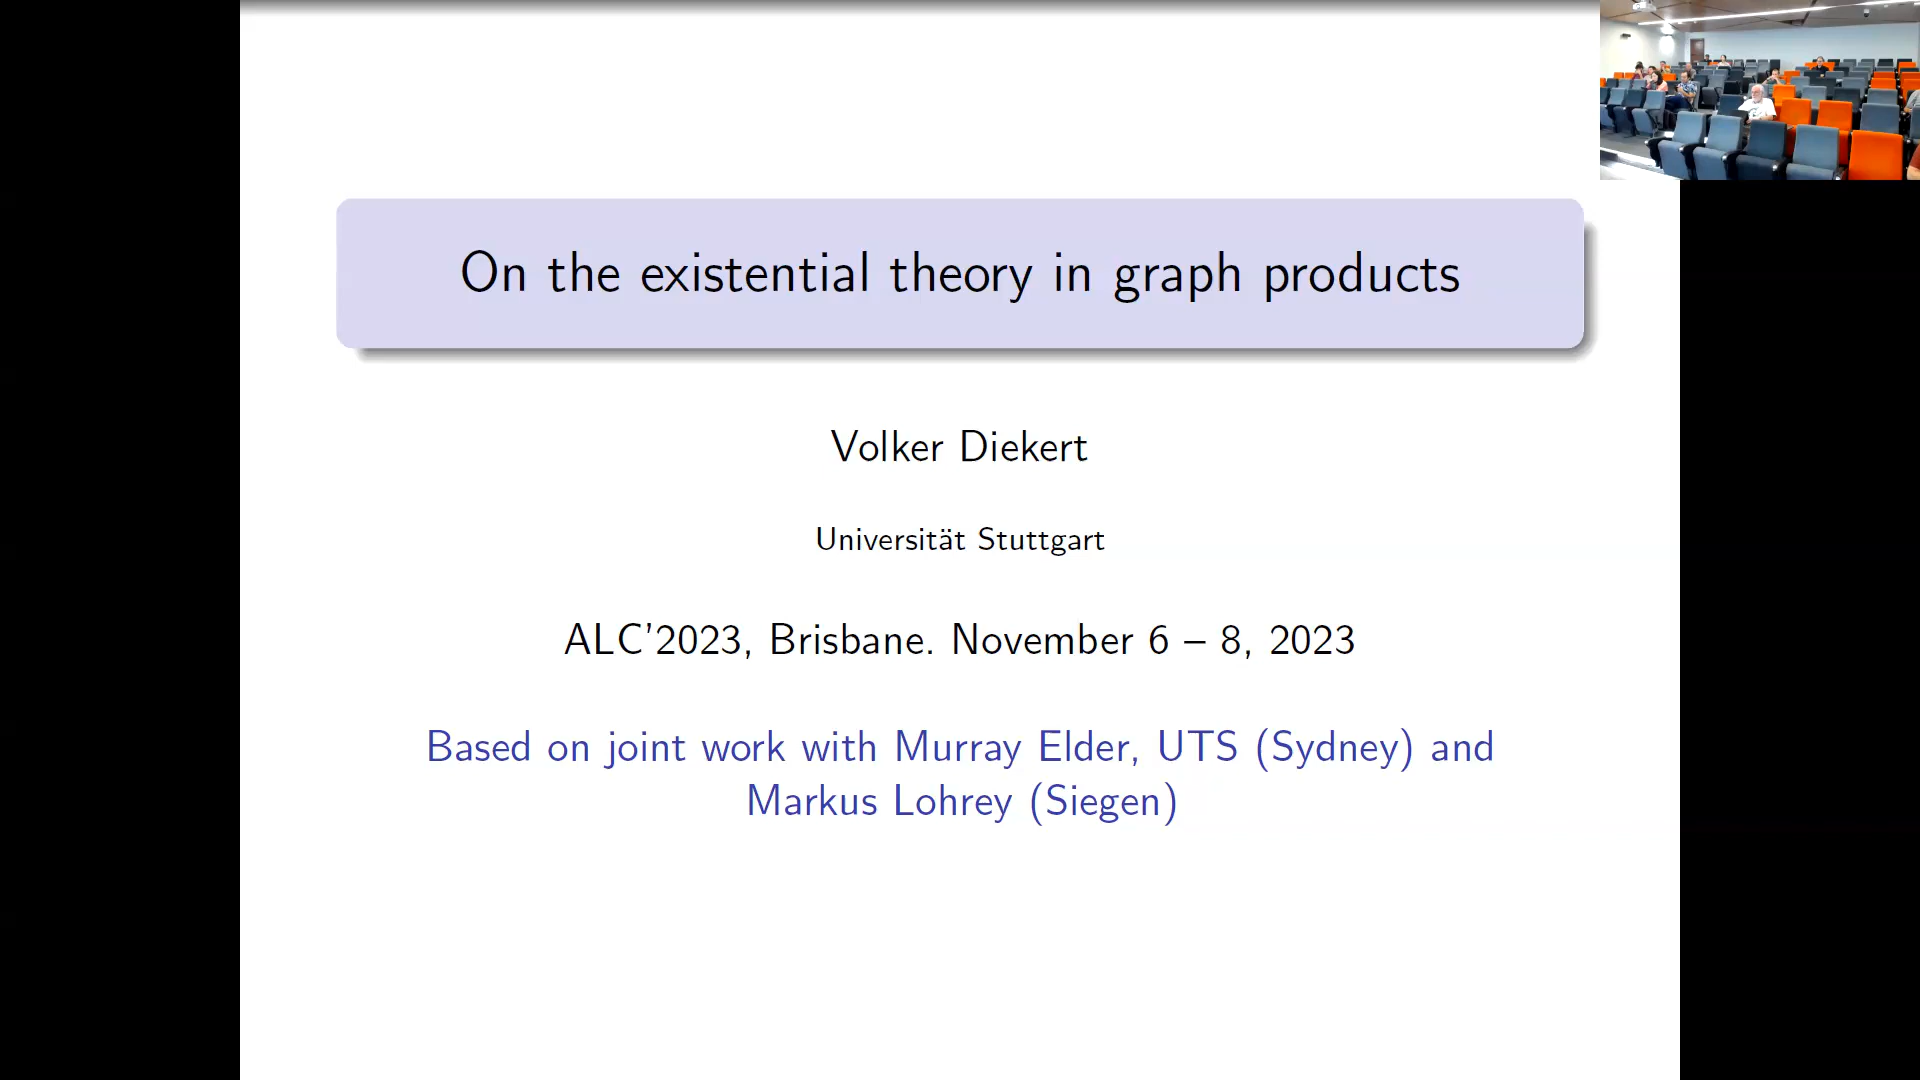 On the existential theory in graph products
Volker Diekert
Universität Stuttgart
ALC’2023, Brisbane. November 6 – 8, 2023
Based on joint work with Murray Elder, UTS (Sydney) and
Markus Lohrey (Siegen)